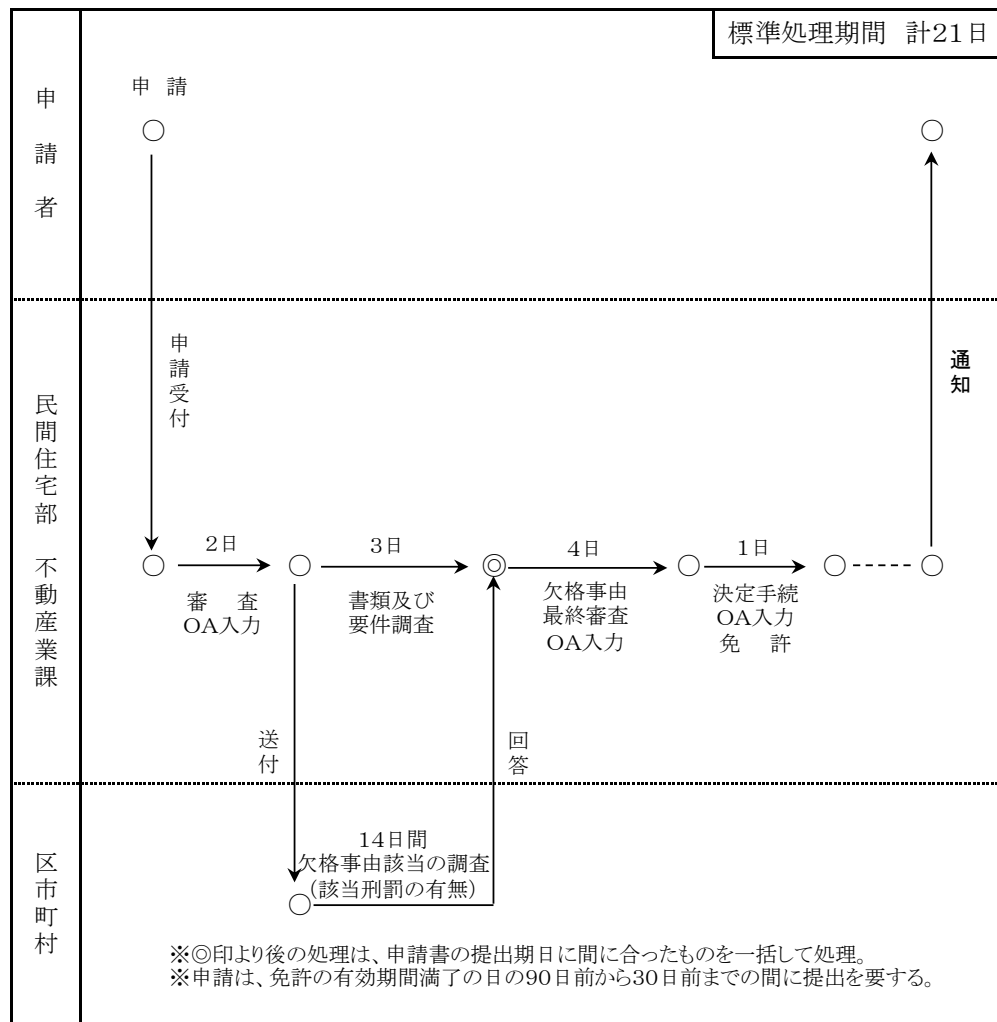 標準処理期間 計21日
申請者
申 請
申請受付
通知
民間住宅部 不動産業課
2日
審 査
OA入力
3日
書類及び
要件調査
4日
欠格事由
最終審査
OA入力
1日
決定手続
OA入力
免 許
送付
回答
区市町村
14日間
欠格事由該当の調査
(該当刑罰の有無)
※◎印より後の処理は、申請書の提出期日に間に合ったものを一括して処理。
※申請は、免許の有効期間満了の日の90日前から30日前までの間に提出を要する。